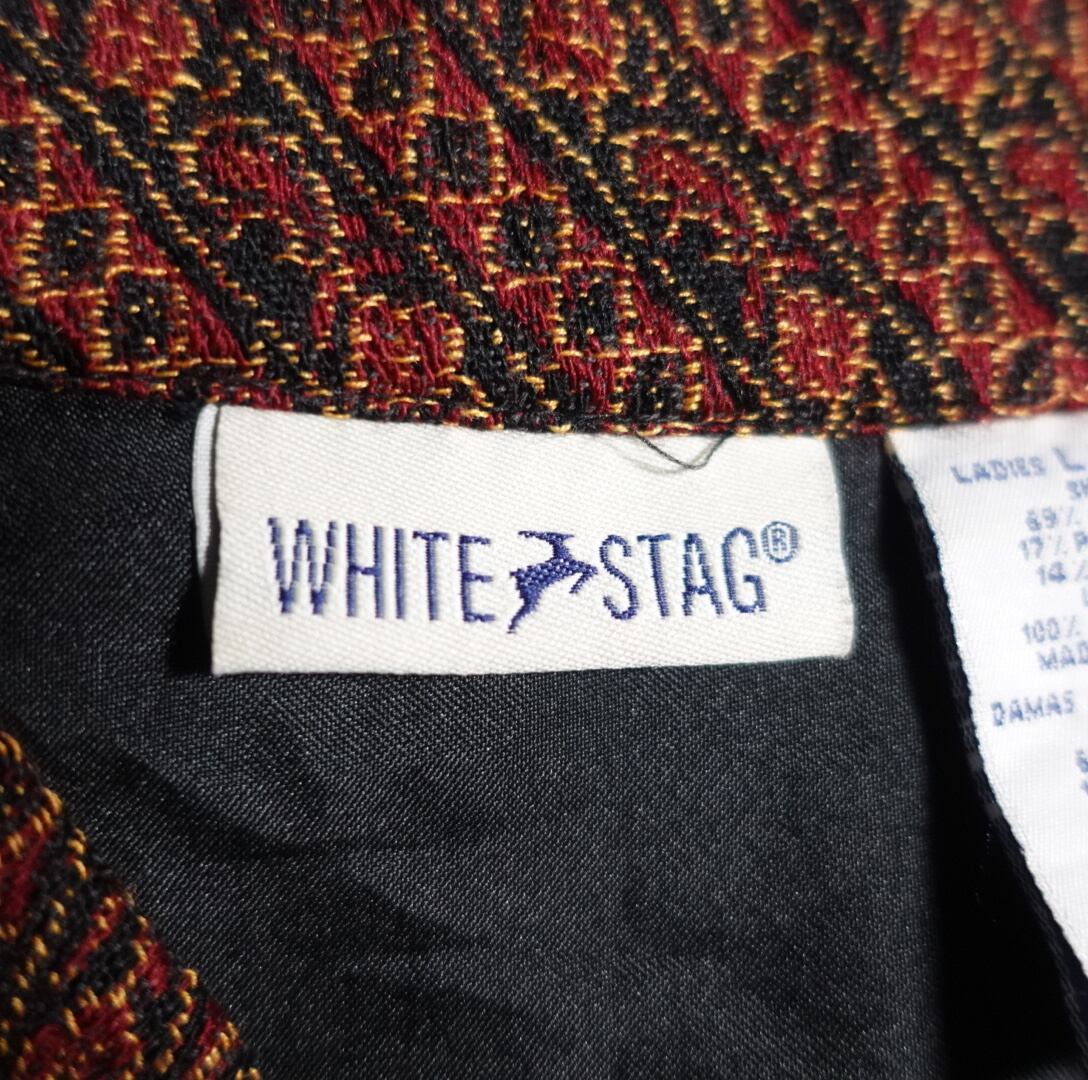 WHITE STAG®
LADIES L
69%
17%
14%
100%
MAD
DAMAS